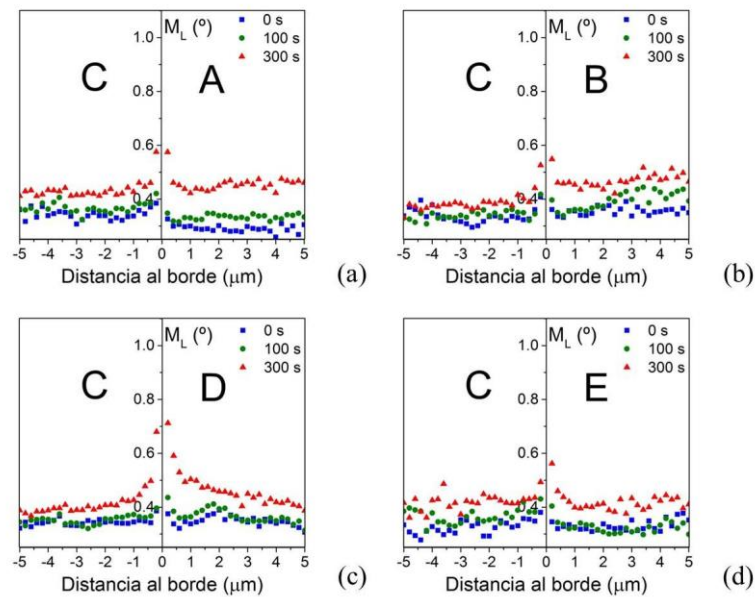 M_L (º)
0 s
100 s
300 s
1.0
0.8
0.6
0.4
C
A
-5 -4 -3 -2 -1 0 1 2 3 4 5
Distancia al borde (μm)
(a)
M_L (º)
0 s
100 s
300 s
1.0
0.8
0.6
0.4
C
B
-5 -4 -3 -2 -1 0 1 2 3 4 5
Distancia al borde (μm)
(b)
M_L (º)
0 s
100 s
300 s
1.0
0.8
0.6
0.4
C
D
-5 -4 -3 -2 -1 0 1 2 3 4 5
Distancia al borde (μm)
(c)
M_L (º)
0 s
100 s
300 s
1.0
0.8
0.6
0.4
C
E
-5 -4 -3 -2 -1 0 1 2 3 4 5
Distancia al borde (μm)
(d)